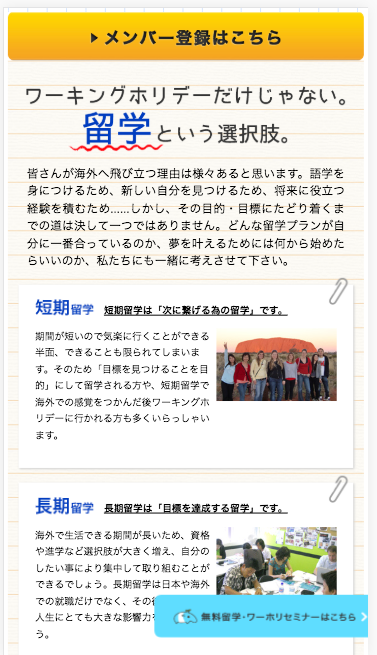 メンバー登録はこちら
ワーキングホリデーだけじゃない。
留学という選択肢。
皆さんが海外へ飛び立つ理由は様々あると思います。語学を
身につけるため、新しい自分を見つけるため、将来に役立つ
経験を積むため......しかし、その目的・目標にたどり着くま
での道は決して一つではありません。どんな留学プランが自
分に一番合っているのか、夢を叶えるためには何から始めた
らいいのか、私たちにも一緒に考えさせて下さい。
短期留学 短期留学は「次に繋げる為の留学」です。
期間が短いので気楽に行くことができる
半面、できることも限られてしまいま
す。そのため「目標を見つけることを目
的」にして留学される方や、短期留学で
海外での感覚をつかんだ後ワーキングホ
リデーに行かれる方も多くいらっしゃい
ます。
長期留学 長期留学は「目標を達成する留学」です。
海外で生活できる期間が長いため、資格
や進学など選択肢が大きく増え、自分の
したい事により集中して取り組むことが
できるでしょう。長期留学は日本や海外
での就職だけでなく、その
人生にとても大きな影響力
う。
無料留学・ワーホリセミナーはこちら